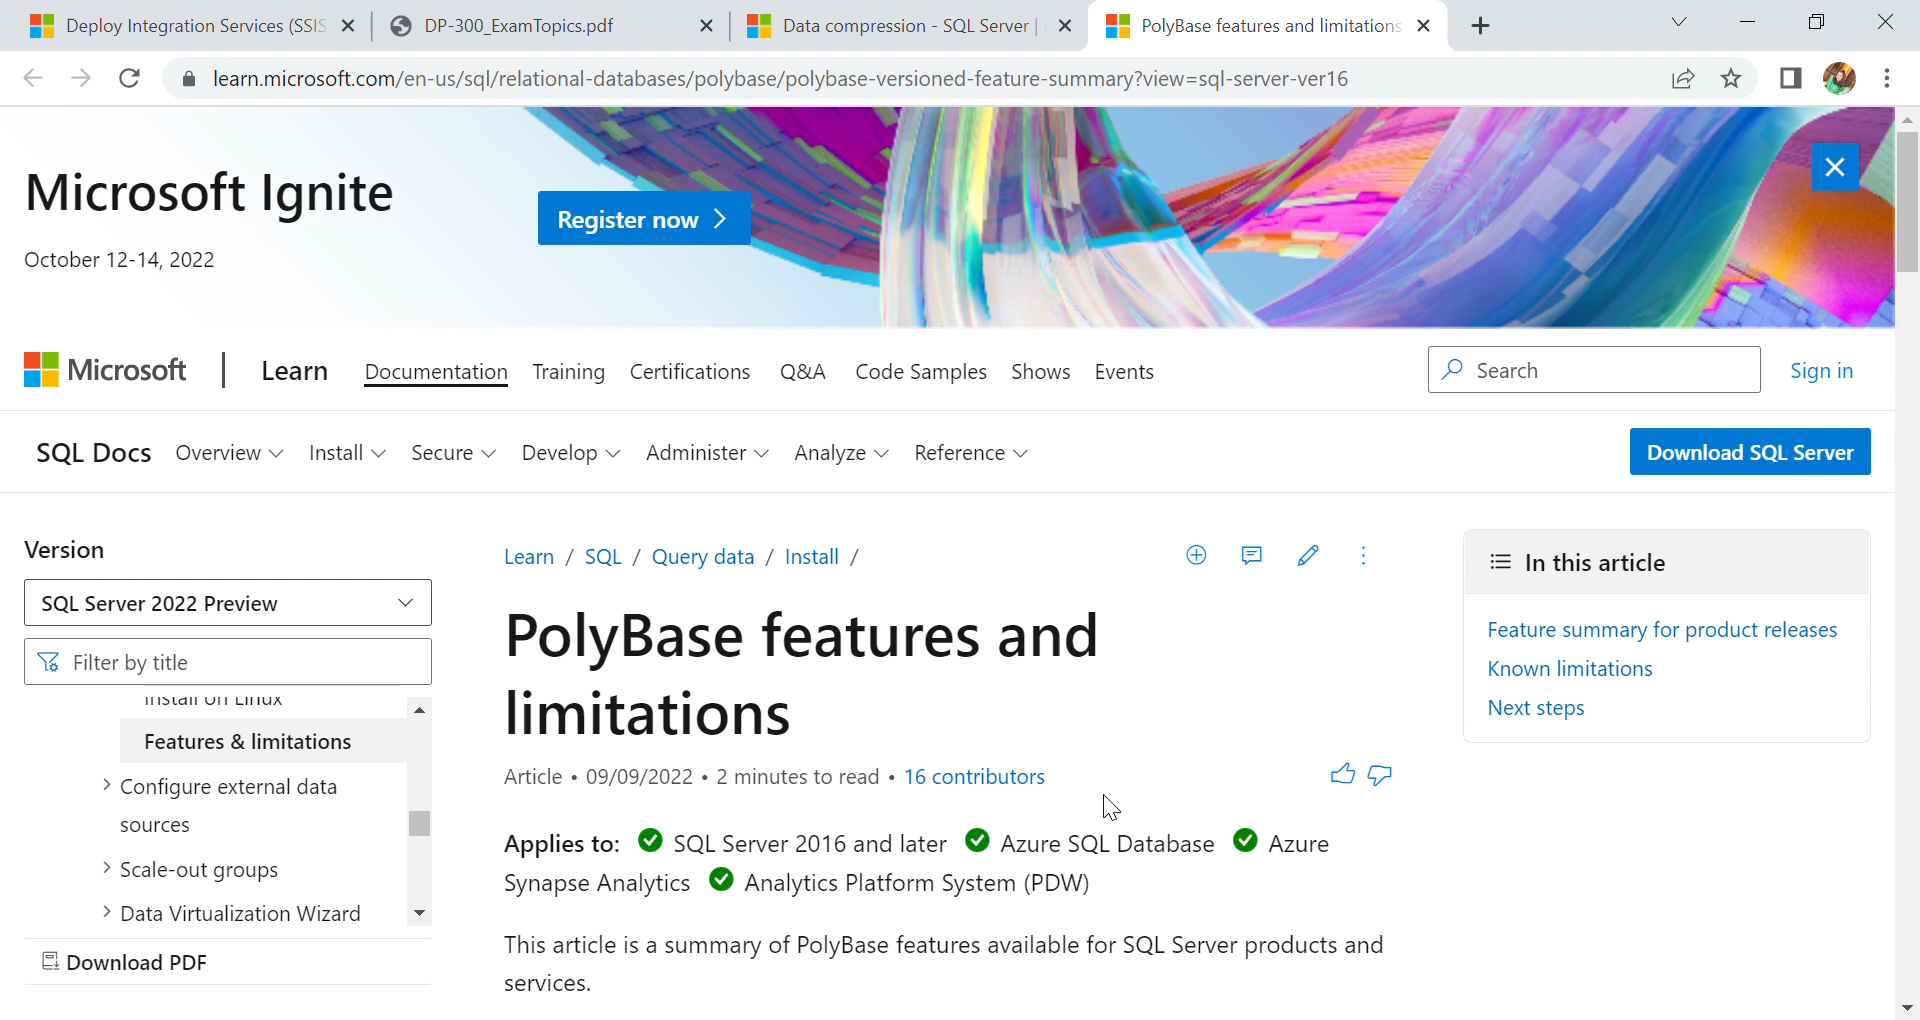 Deploy Integration Services (SSIS
DP-300_ExamTopics.pdf
Data compression - SQL Server |
PolyBase features and limitations
learn.microsoft.com/en-us/sql/relational-databases/polybase/polybase-versioned-feature-summary?view=sql-server-ver16
Microsoft Ignite
October 12-14, 2022
Register now
Microsoft | Learn Documentation Training Certifications Q&A Code Samples Shows Events Search Sign in
SQL Docs Overview Install Secure Develop Administer Analyze Reference Download SQL Server
Version
SQL Server 2022 Preview
Filter by title
Install on Linux
Features & limitations
Configure external data
sources
Scale-out groups
Data Virtualization Wizard
Download PDF
Learn / SQL / Query data / Install /
PolyBase features and
limitations
Article • 09/09/2022 • 2 minutes to read • 16 contributors
Applies to: SQL Server 2016 and later Azure SQL Database Azure
Synapse Analytics Analytics Platform System (PDW)
This article is a summary of PolyBase features available for SQL Server products and
services.
In this article
Feature summary for product releases
Known limitations
Next steps